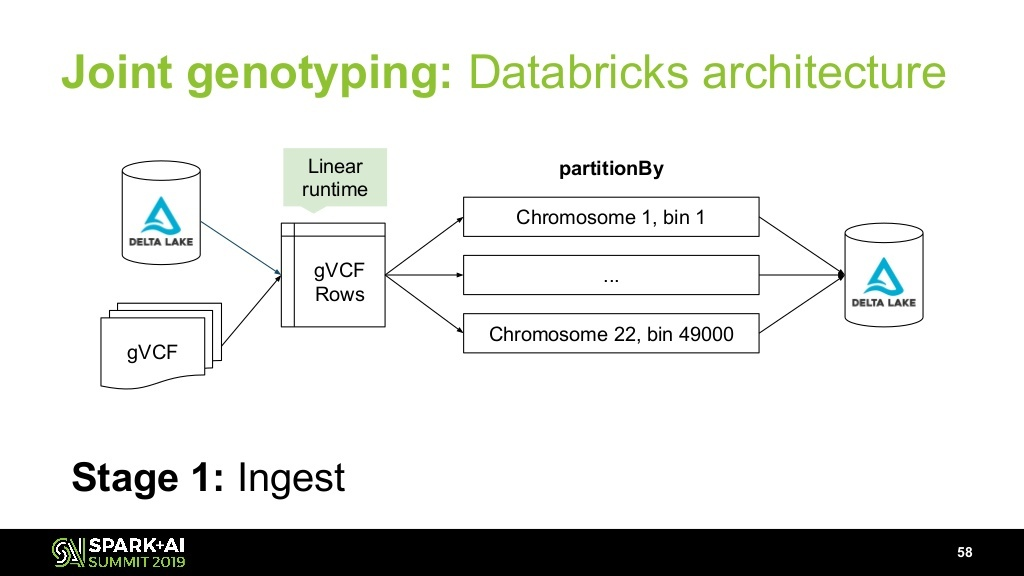 Joint genotyping: Databricks architecture
Linear
runtime
partitionBy
DELTA LAKE
gVCF
gVCF
Rows
Chromosome 1, bin 1
...
Chromosome 22, bin 49000
DELTA LAKE
Stage 1: Ingest
SPARK+AI
SUMMIT 2019
58